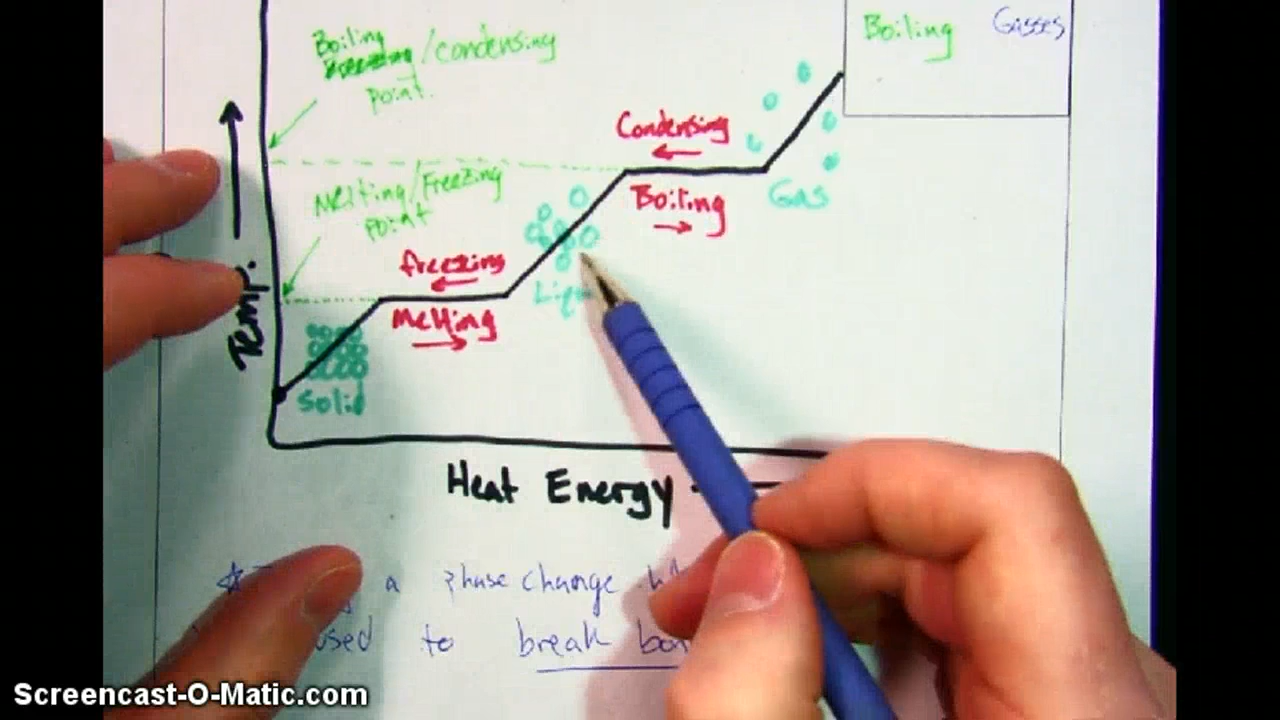 Boiling
/condensing
point.
Boiling Gasses
Condensing
Melting/Freezing
point
Boiling
Gas
freezing
Melting
Temp.
Solid
Heat Energy
a phase change
used to break
Screencast-O-Matic.com